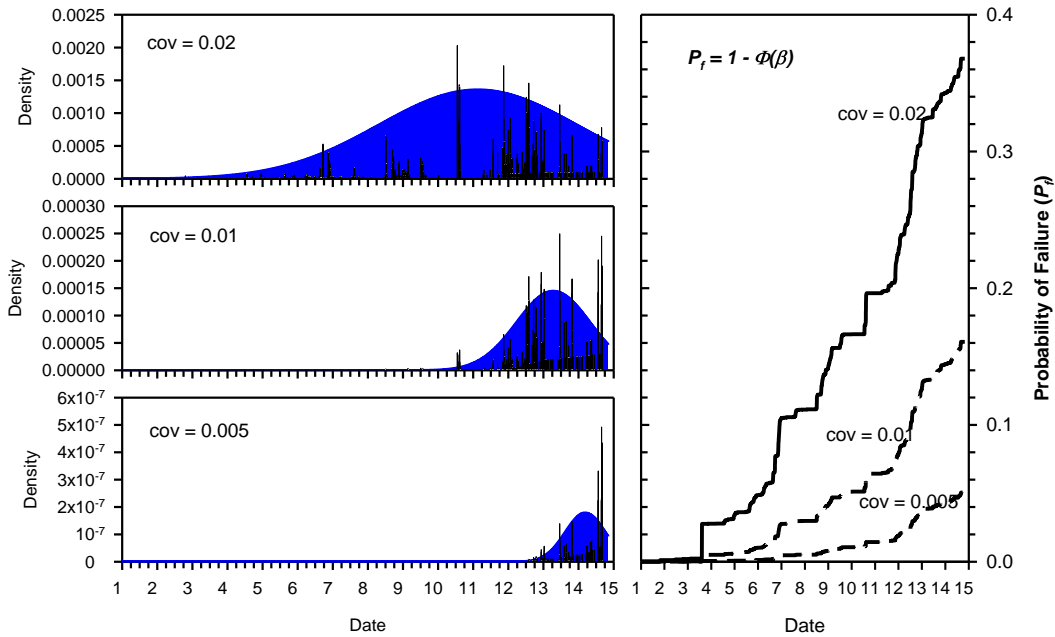 0.0025
0.0020
0.0015
0.0010
0.0005
0.0000
Density
cov = 0.02
0.00030
0.00025
0.00020
0.00015
0.00010
0.00005
0.00000
Density
cov = 0.01
6x10-7
5x10-7
4x10-7
3x10-7
2x10-7
10-7
0
Density
cov = 0.005
1 2 3 4 5 6 7 8 9 10 11 12 13 14 15
Date
Pf = 1 - Φ(β)
cov = 0.02
cov = 0.01
cov = 0.005
0.4
0.3
0.2
0.1
0.0
Probability of Failure (Pf)
1 2 3 4 5 6 7 8 9 10 11 12 13 14 15
Date